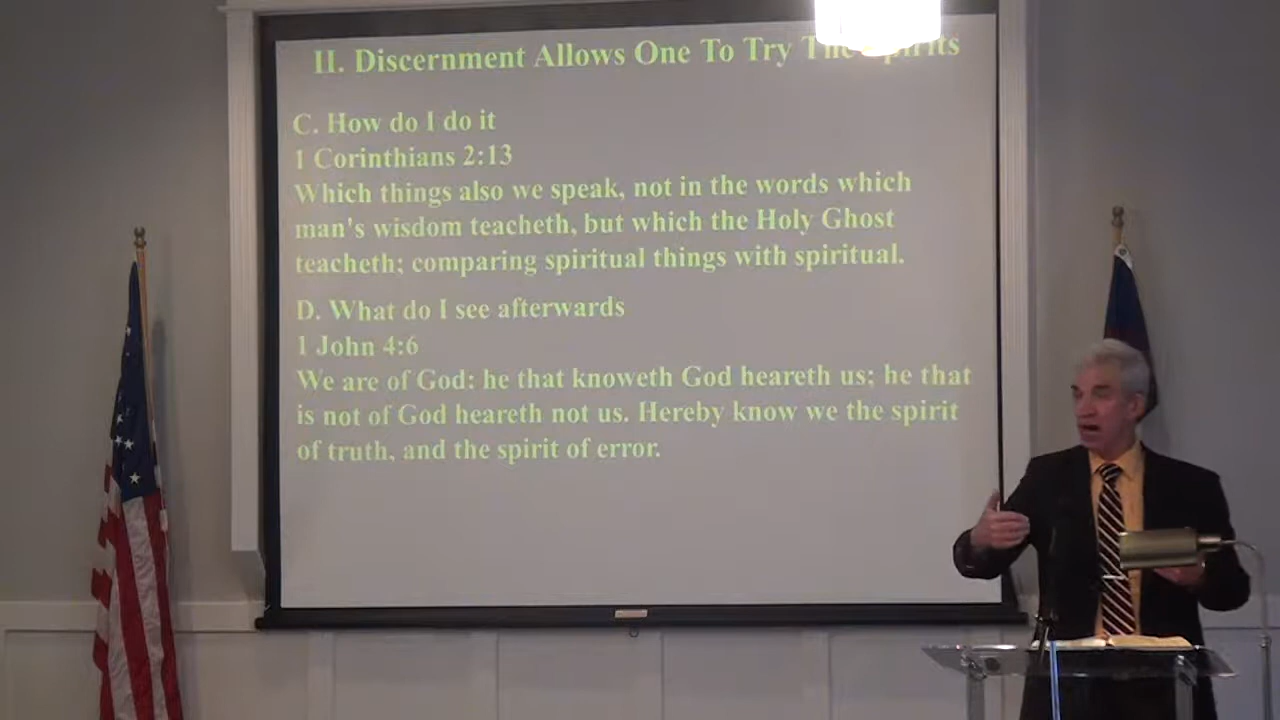 II. Discernment Allows One To Try The Spirits
C. How do I do it
1 Corinthians 2:13
Which things also we speak, not in the words which
man's wisdom teacheth, but which the Holy Ghost
teacheth; comparing spiritual things with spiritual.
D. What do I see afterwards
1 John 4:6
We are of God: he that knoweth God heareth us; he that
is not of God heareth not us. Hereby know we the spirit
of truth, and the spirit of error.